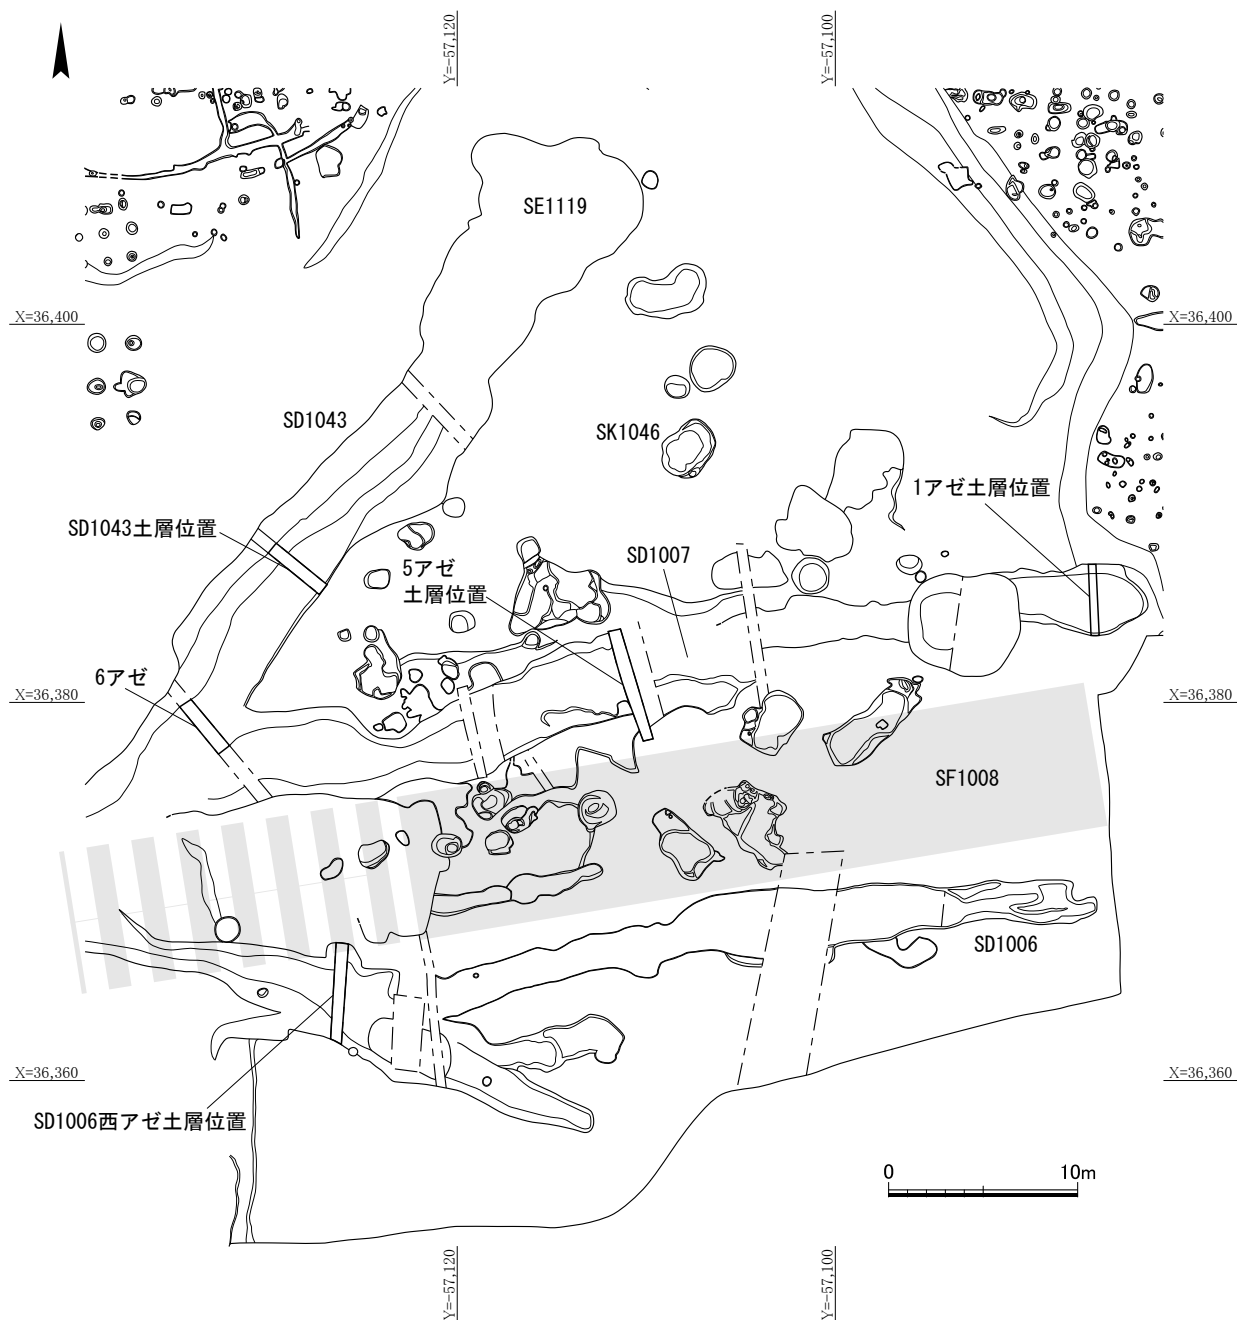 Y=-57,120
Y=-57,100
SE1119
X=36,400
X=36,400
SD1043
SK1046
1アゼ土層位置
SD1043土層位置
SD1007
5アゼ
土層位置
6アゼ
X=36,380
X=36,380
SF1008
SD1006
X=36,360
X=36,360
SD1006西アゼ土層位置
0 10m
Y=-57,120
Y=-57,100